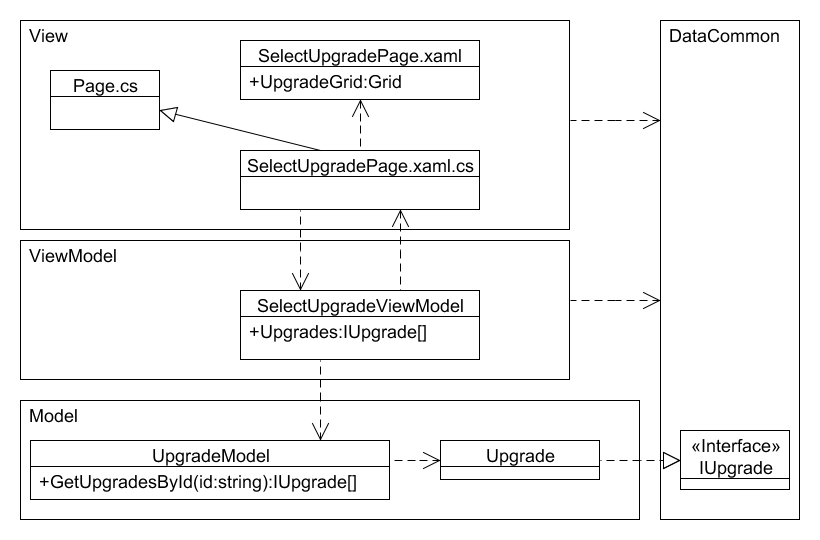 View
DataCommon
SelectUpgradePage.xaml
+UpgradeGrid:Grid
Page.cs
SelectUpgradePage.xaml.cs
ViewModel
SelectUpgradeViewModel
+Upgrades:IUpgrade[]
Model
UpgradeModel
+GetUpgradesById(id:string):IUpgrade[]
Upgrade
«Interface»
IUpgrade